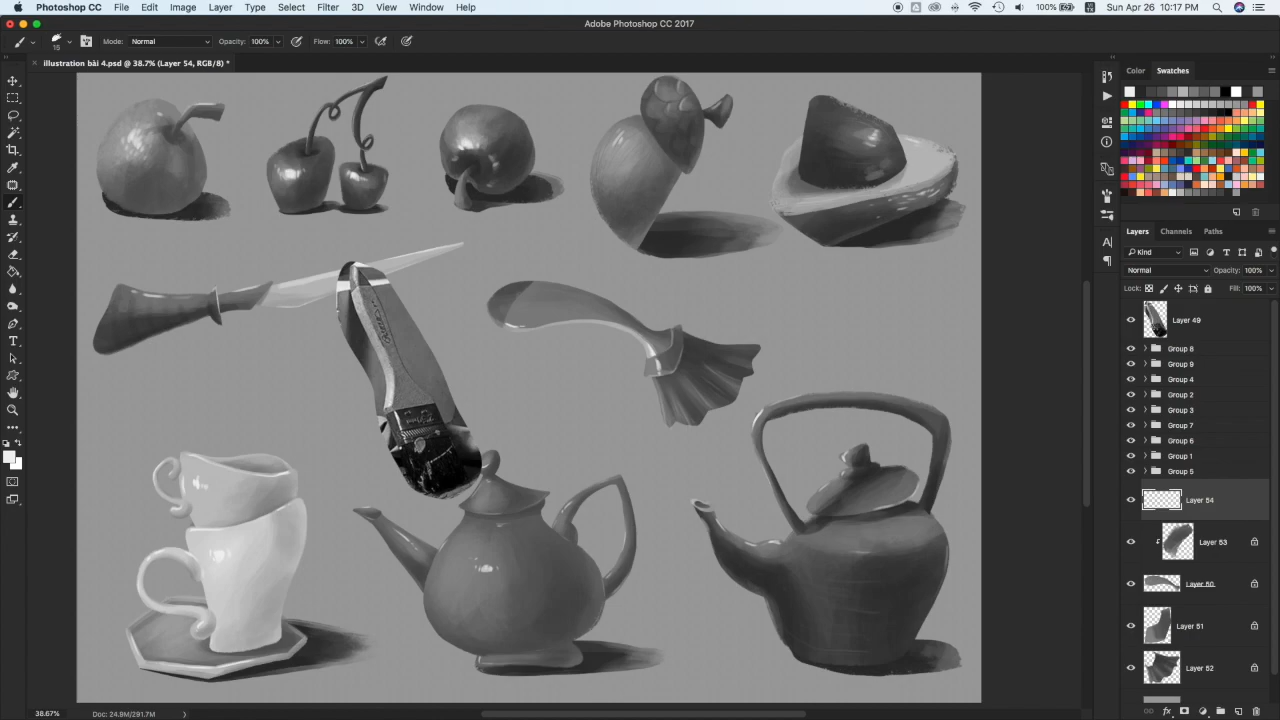 Photoshop CC File Edit Image Layer Type Select Filter 3D View Window Help 100% Sun Apr 26 10:17 PM
Adobe Photoshop CC 2017
15 Mode: Normal Opacity: 100% Flow: 100%
× illustration bài 4.psd @ 38.7% (Layer 54, RGB/8) *
Color Swatches
Layers Channels Paths
Kind
Normal Opacity: 100%
Lock: Fill: 100%
Layer 49
Group 8
Group 9
Group 4
Group 2
Group 3
Group 7
Group 6
Group 1
Group 5
Layer 54
Layer 53
Layer 50
Layer 51
Layer 52
38.67% Doc: 24.9M/291.7M